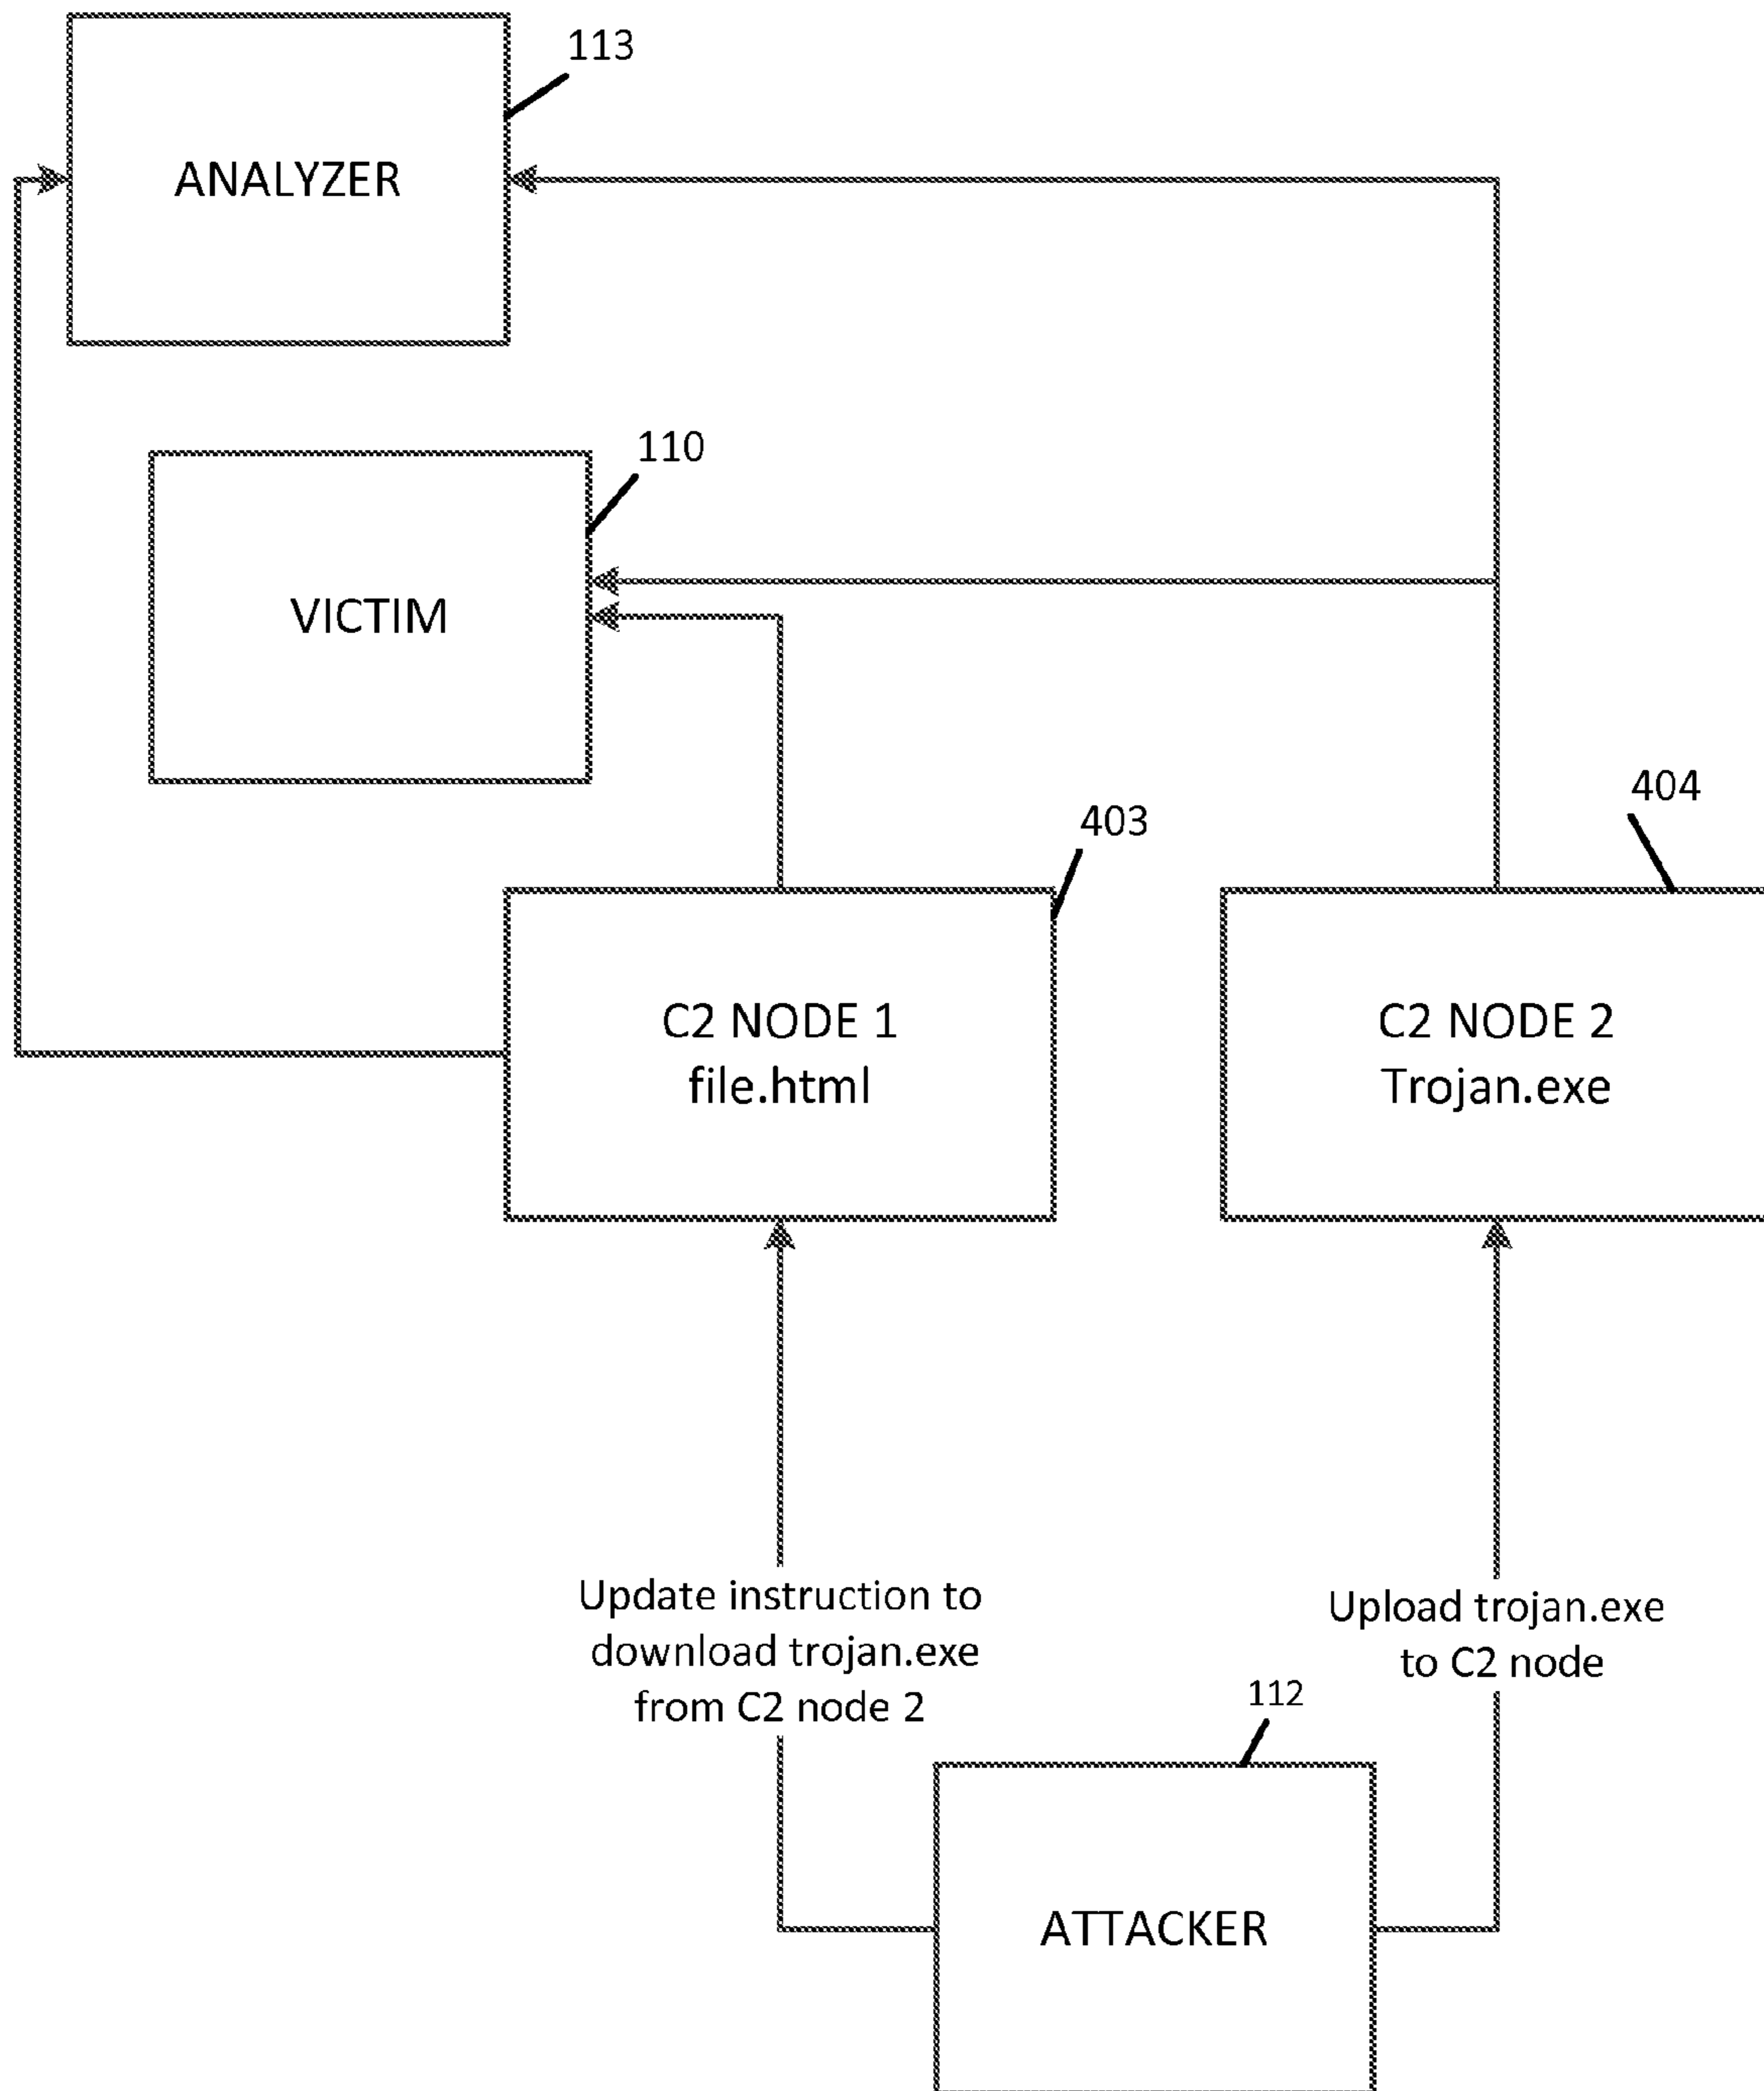 113
ANALYZER
110
VICTIM
404
403
C2 NODE 1
file.html
C2 NODE 2
Trojan.exe
Update instruction to
download trojan.exe
from C2 node 2
Upload trojan.exe
to C2 node
112
ATTACKER